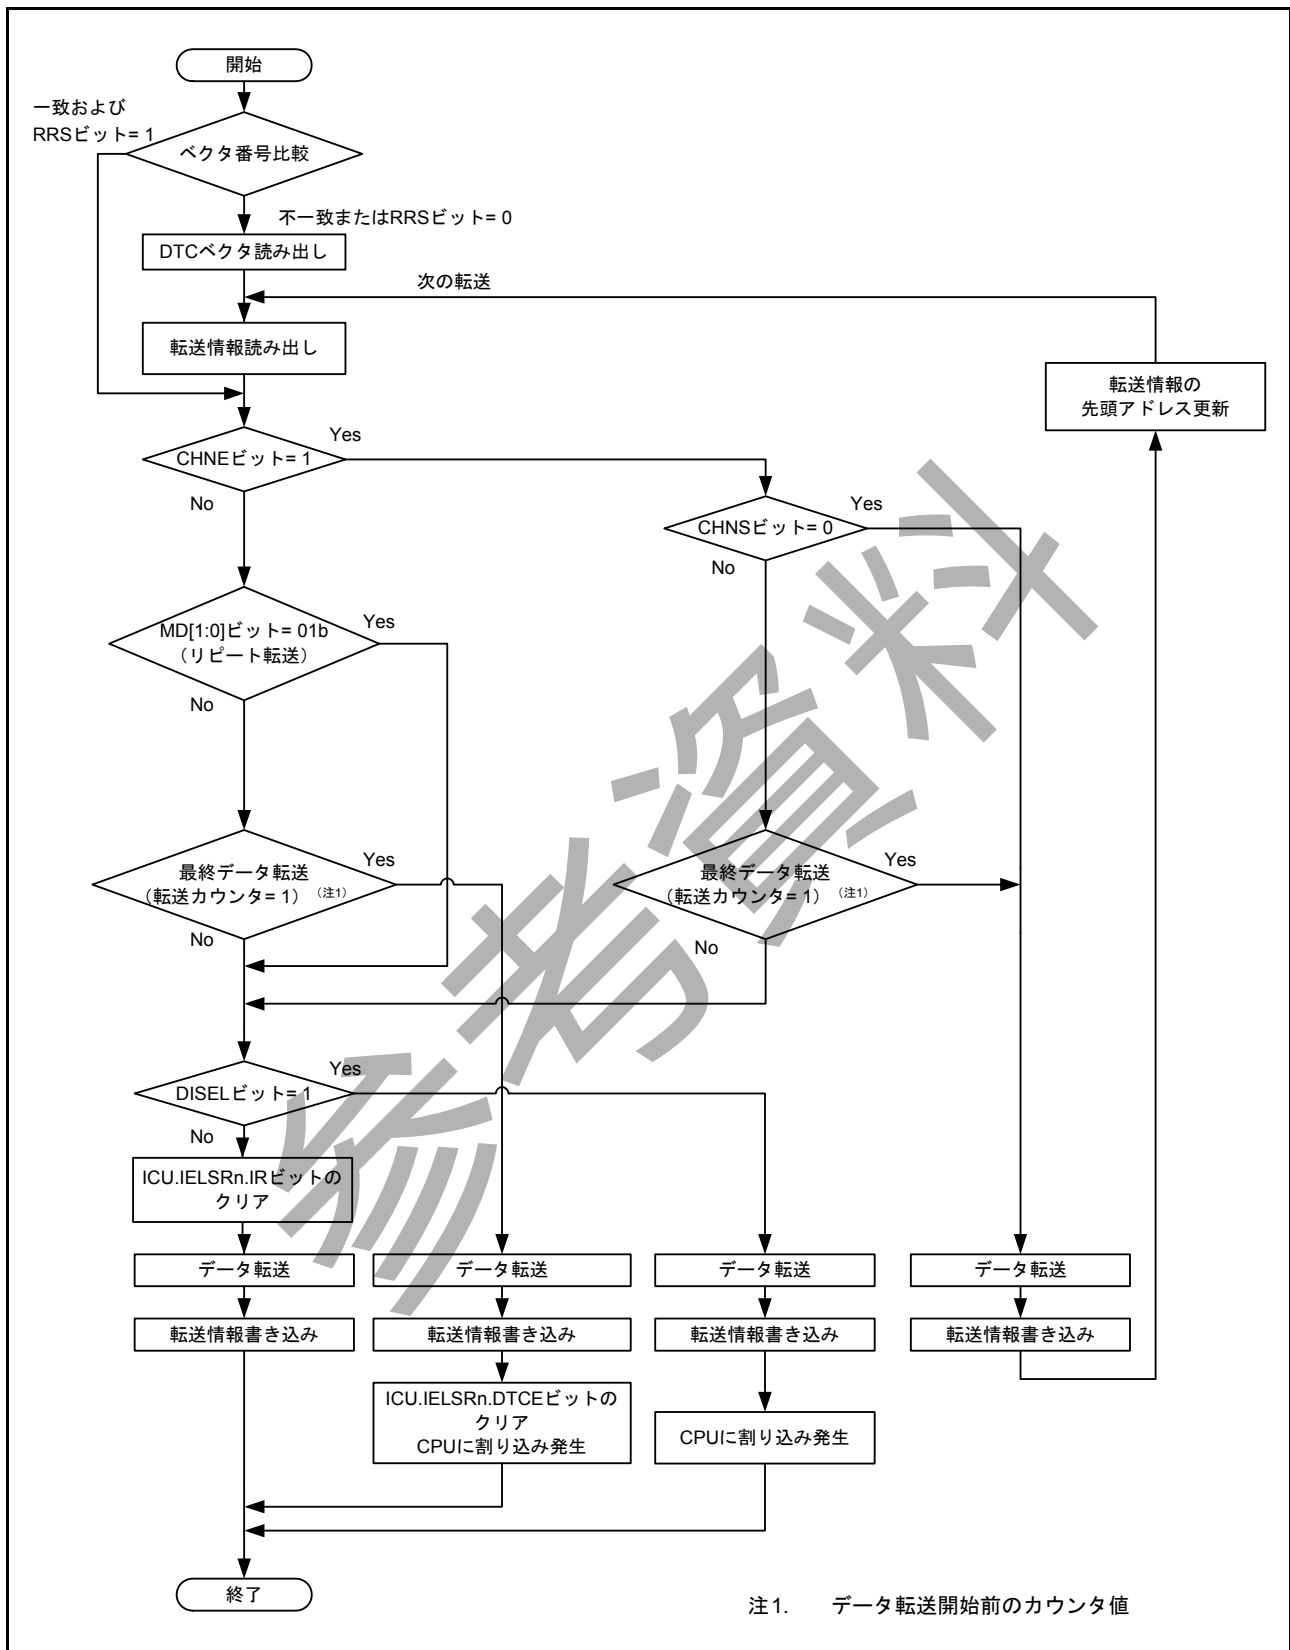 開始
一致および
RRSビット= 1
ベクタ番号比較
不一致またはRRSビット= 0
DTCベクタ読み出し
次の転送
転送情報読み出し
転送情報の
先頭アドレス更新
Yes
CHNEビット= 1
No
Yes
CHNSビット= 0
No
MD[1:0]ビット= 01b
（リピート転送）
Yes
No
最終データ転送
（転送カウンタ= 1）（注1）
Yes
No
最終データ転送
（転送カウンタ= 1）（注1）
Yes
No
DISELビット= 1
Yes
No
ICU.IELSRn.IRビットの
クリア
データ転送
データ転送
データ転送
データ転送
転送情報書き込み
転送情報書き込み
転送情報書き込み
転送情報書き込み
ICU.IELSRn.DTCEビットの
クリア
CPUに割り込み発生
CPUに割り込み発生
終了
注1. データ転送開始前のカウンタ値
参考資料